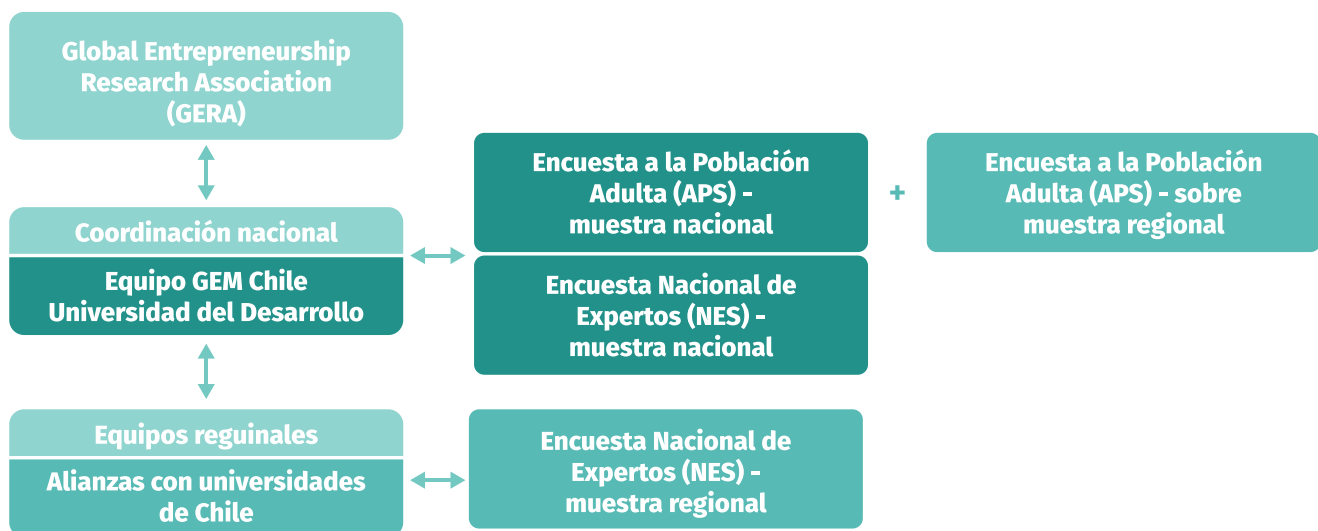 Global Entrepreneurship
Research Association
(GERA)
Coordinación nacional
Equipo GEM Chile
Universidad del Desarrollo
Encuesta a la Población
Adulta (APS) -
muestra nacional
+
Encuesta a la Población
Adulta (APS) - sobre
muestra regional
Encuesta Nacional de
Expertos (NES) -
muestra nacional
Equipos reguinales
Alianzas con universidades
de Chile
Encuesta Nacional de
Expertos (NES) -
muestra regional